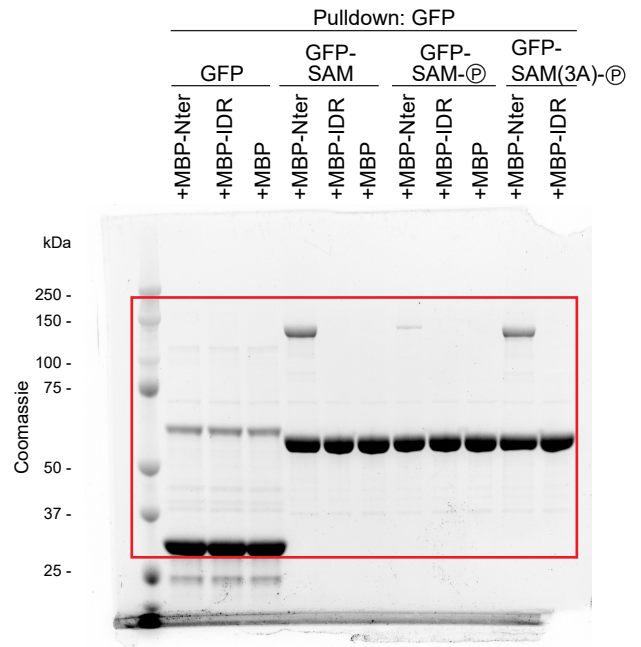 Pulldown: GFP
GFP GFP-SAM GFP-SAM-Ⓟ GFP-SAM(3A)-Ⓟ
+MBP-Nter +MBP-IDR +MBP +MBP-Nter +MBP-IDR +MBP +MBP-Nter +MBP-IDR +MBP +MBP-Nter +MBP-IDR
kDa
250 -
150 -
100 -
75 -
50 -
37 -
25 -
Coomassie